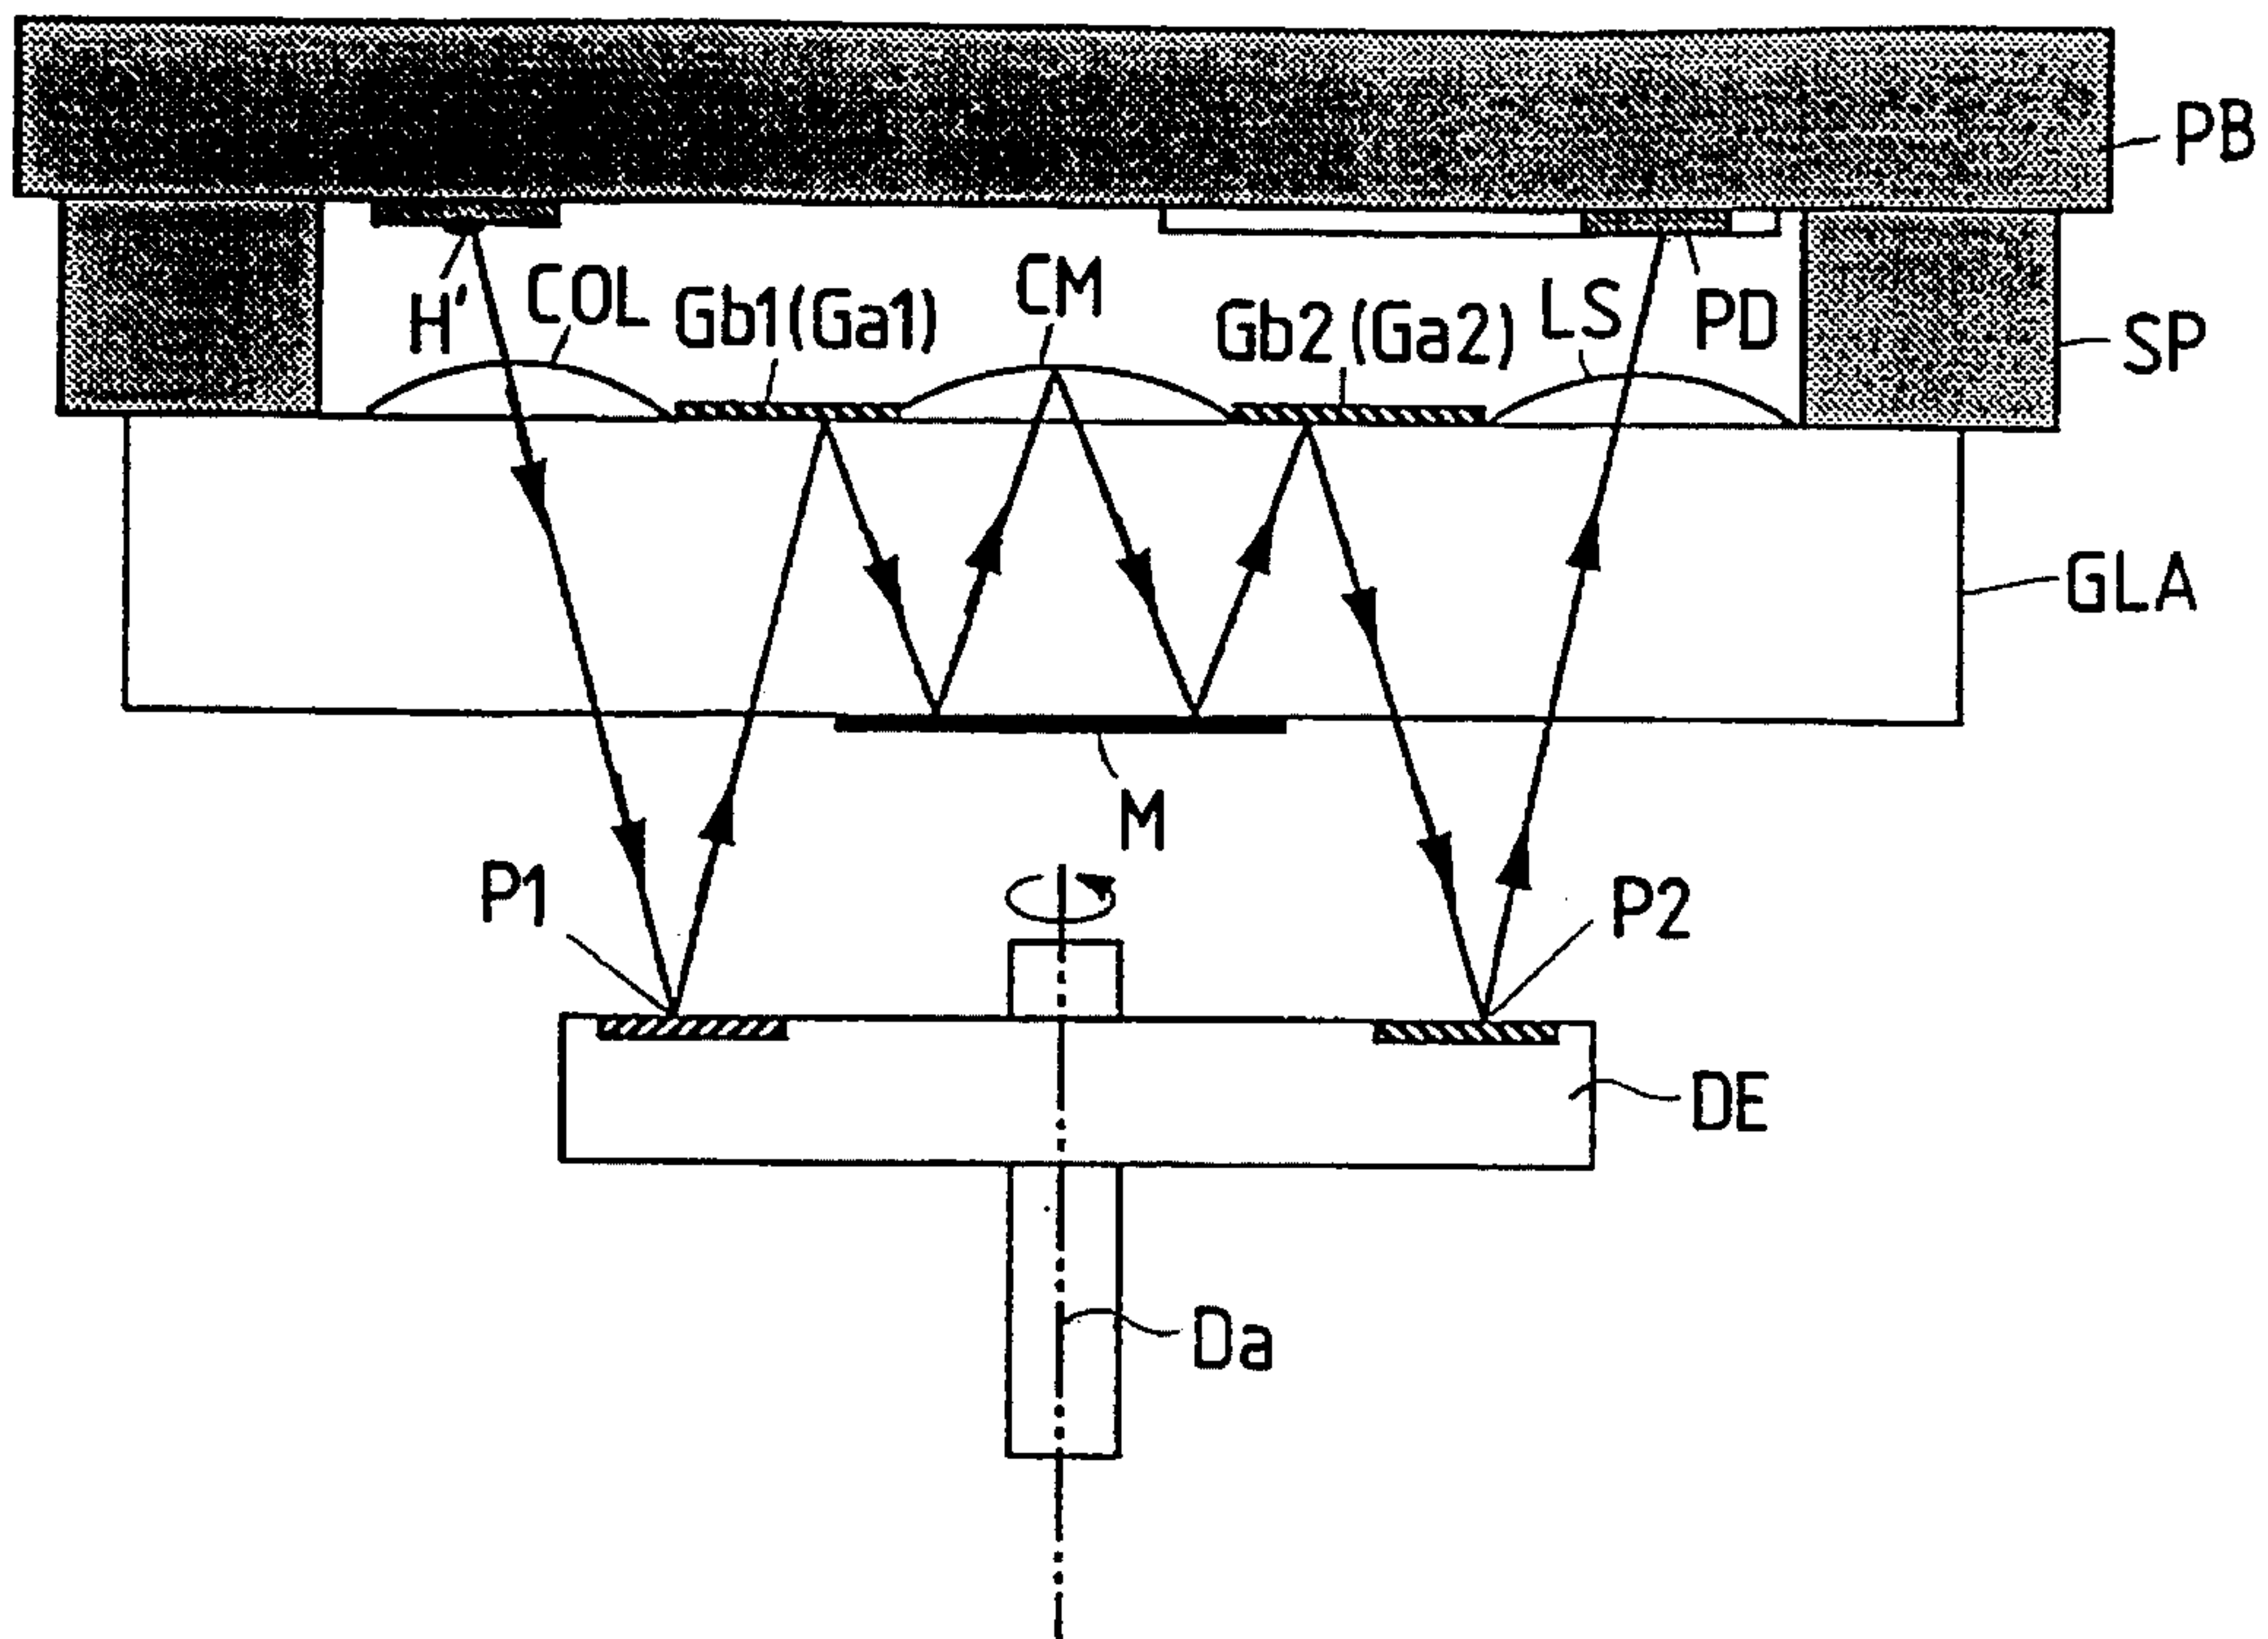 PB
H'
COL
Gb1(Ga1)
CM
Gb2(Ga2)
LS
PD
SP
GLA
M
P1
P2
DE
Da